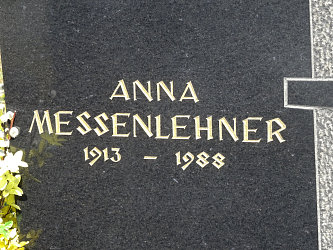 ANNA
MESSENLEHNER
1913 – 1988